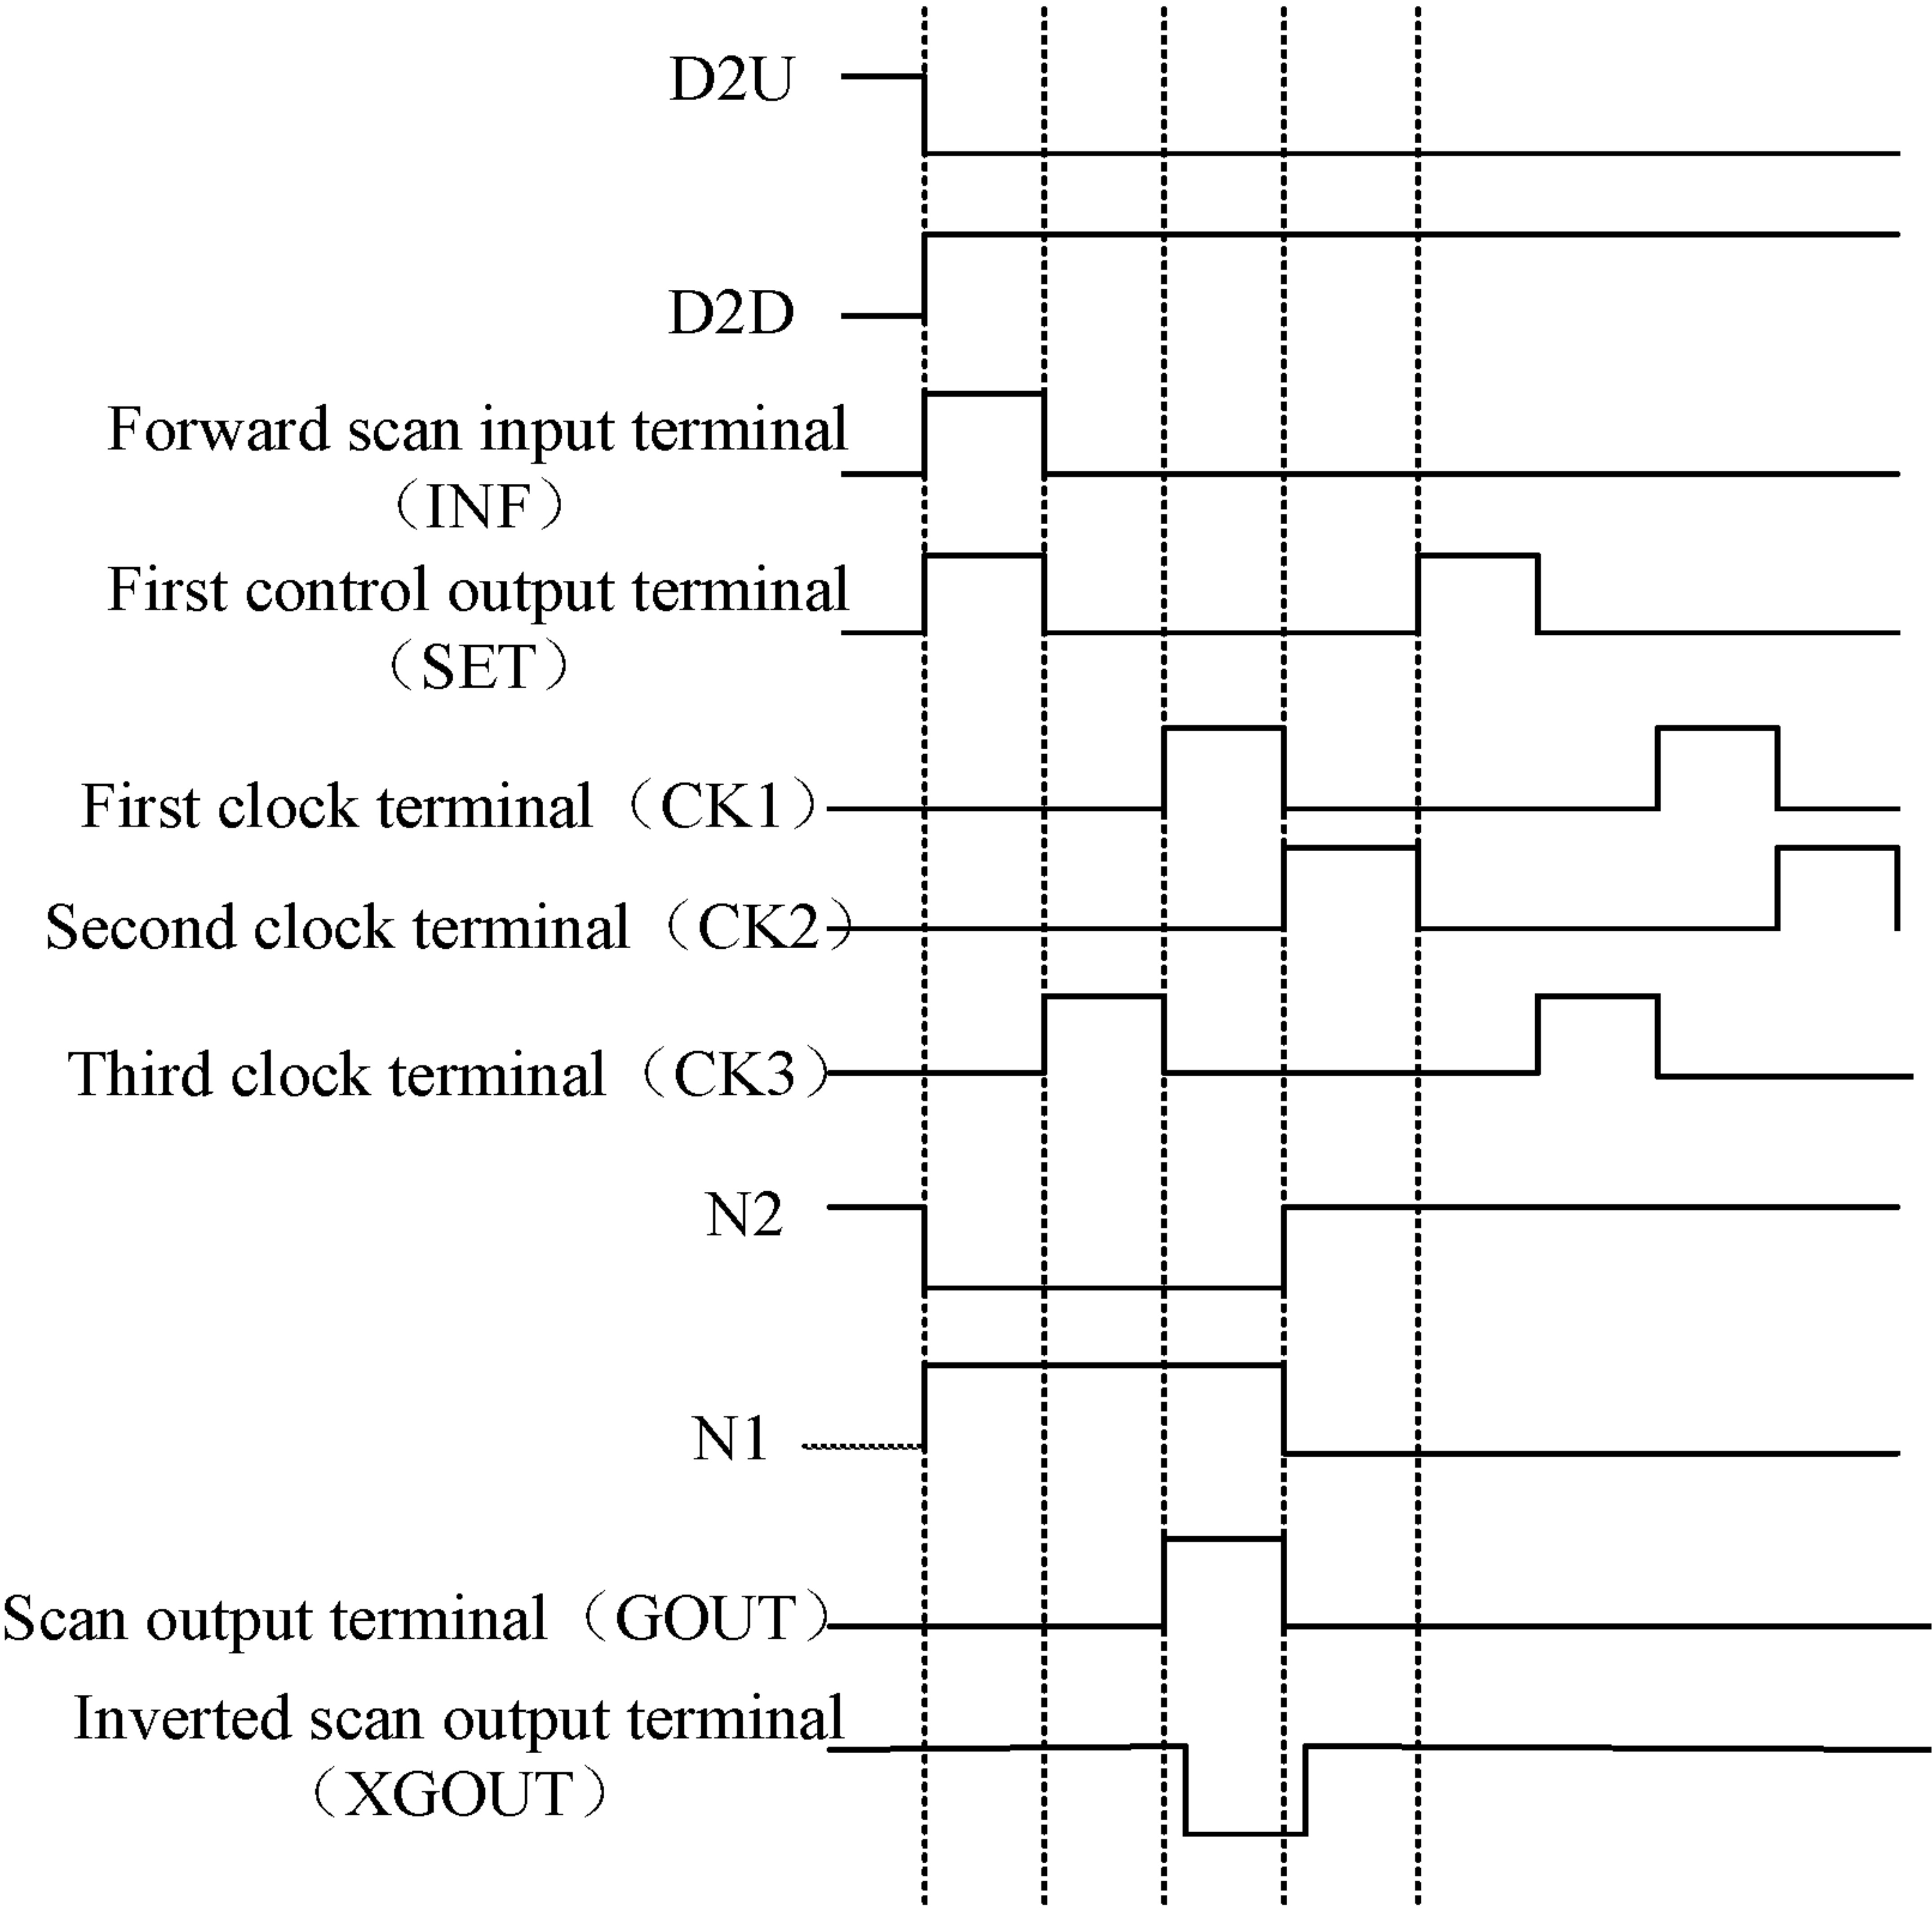 D2U
D2D
Forward scan input terminal
（INF）
First control output terminal
（SET）
First clock terminal（CK1）
Second clock terminal（CK2）
Third clock terminal（CK3）
N2
N1
Scan output terminal（GOUT）
Inverted scan output terminal
（XGOUT）